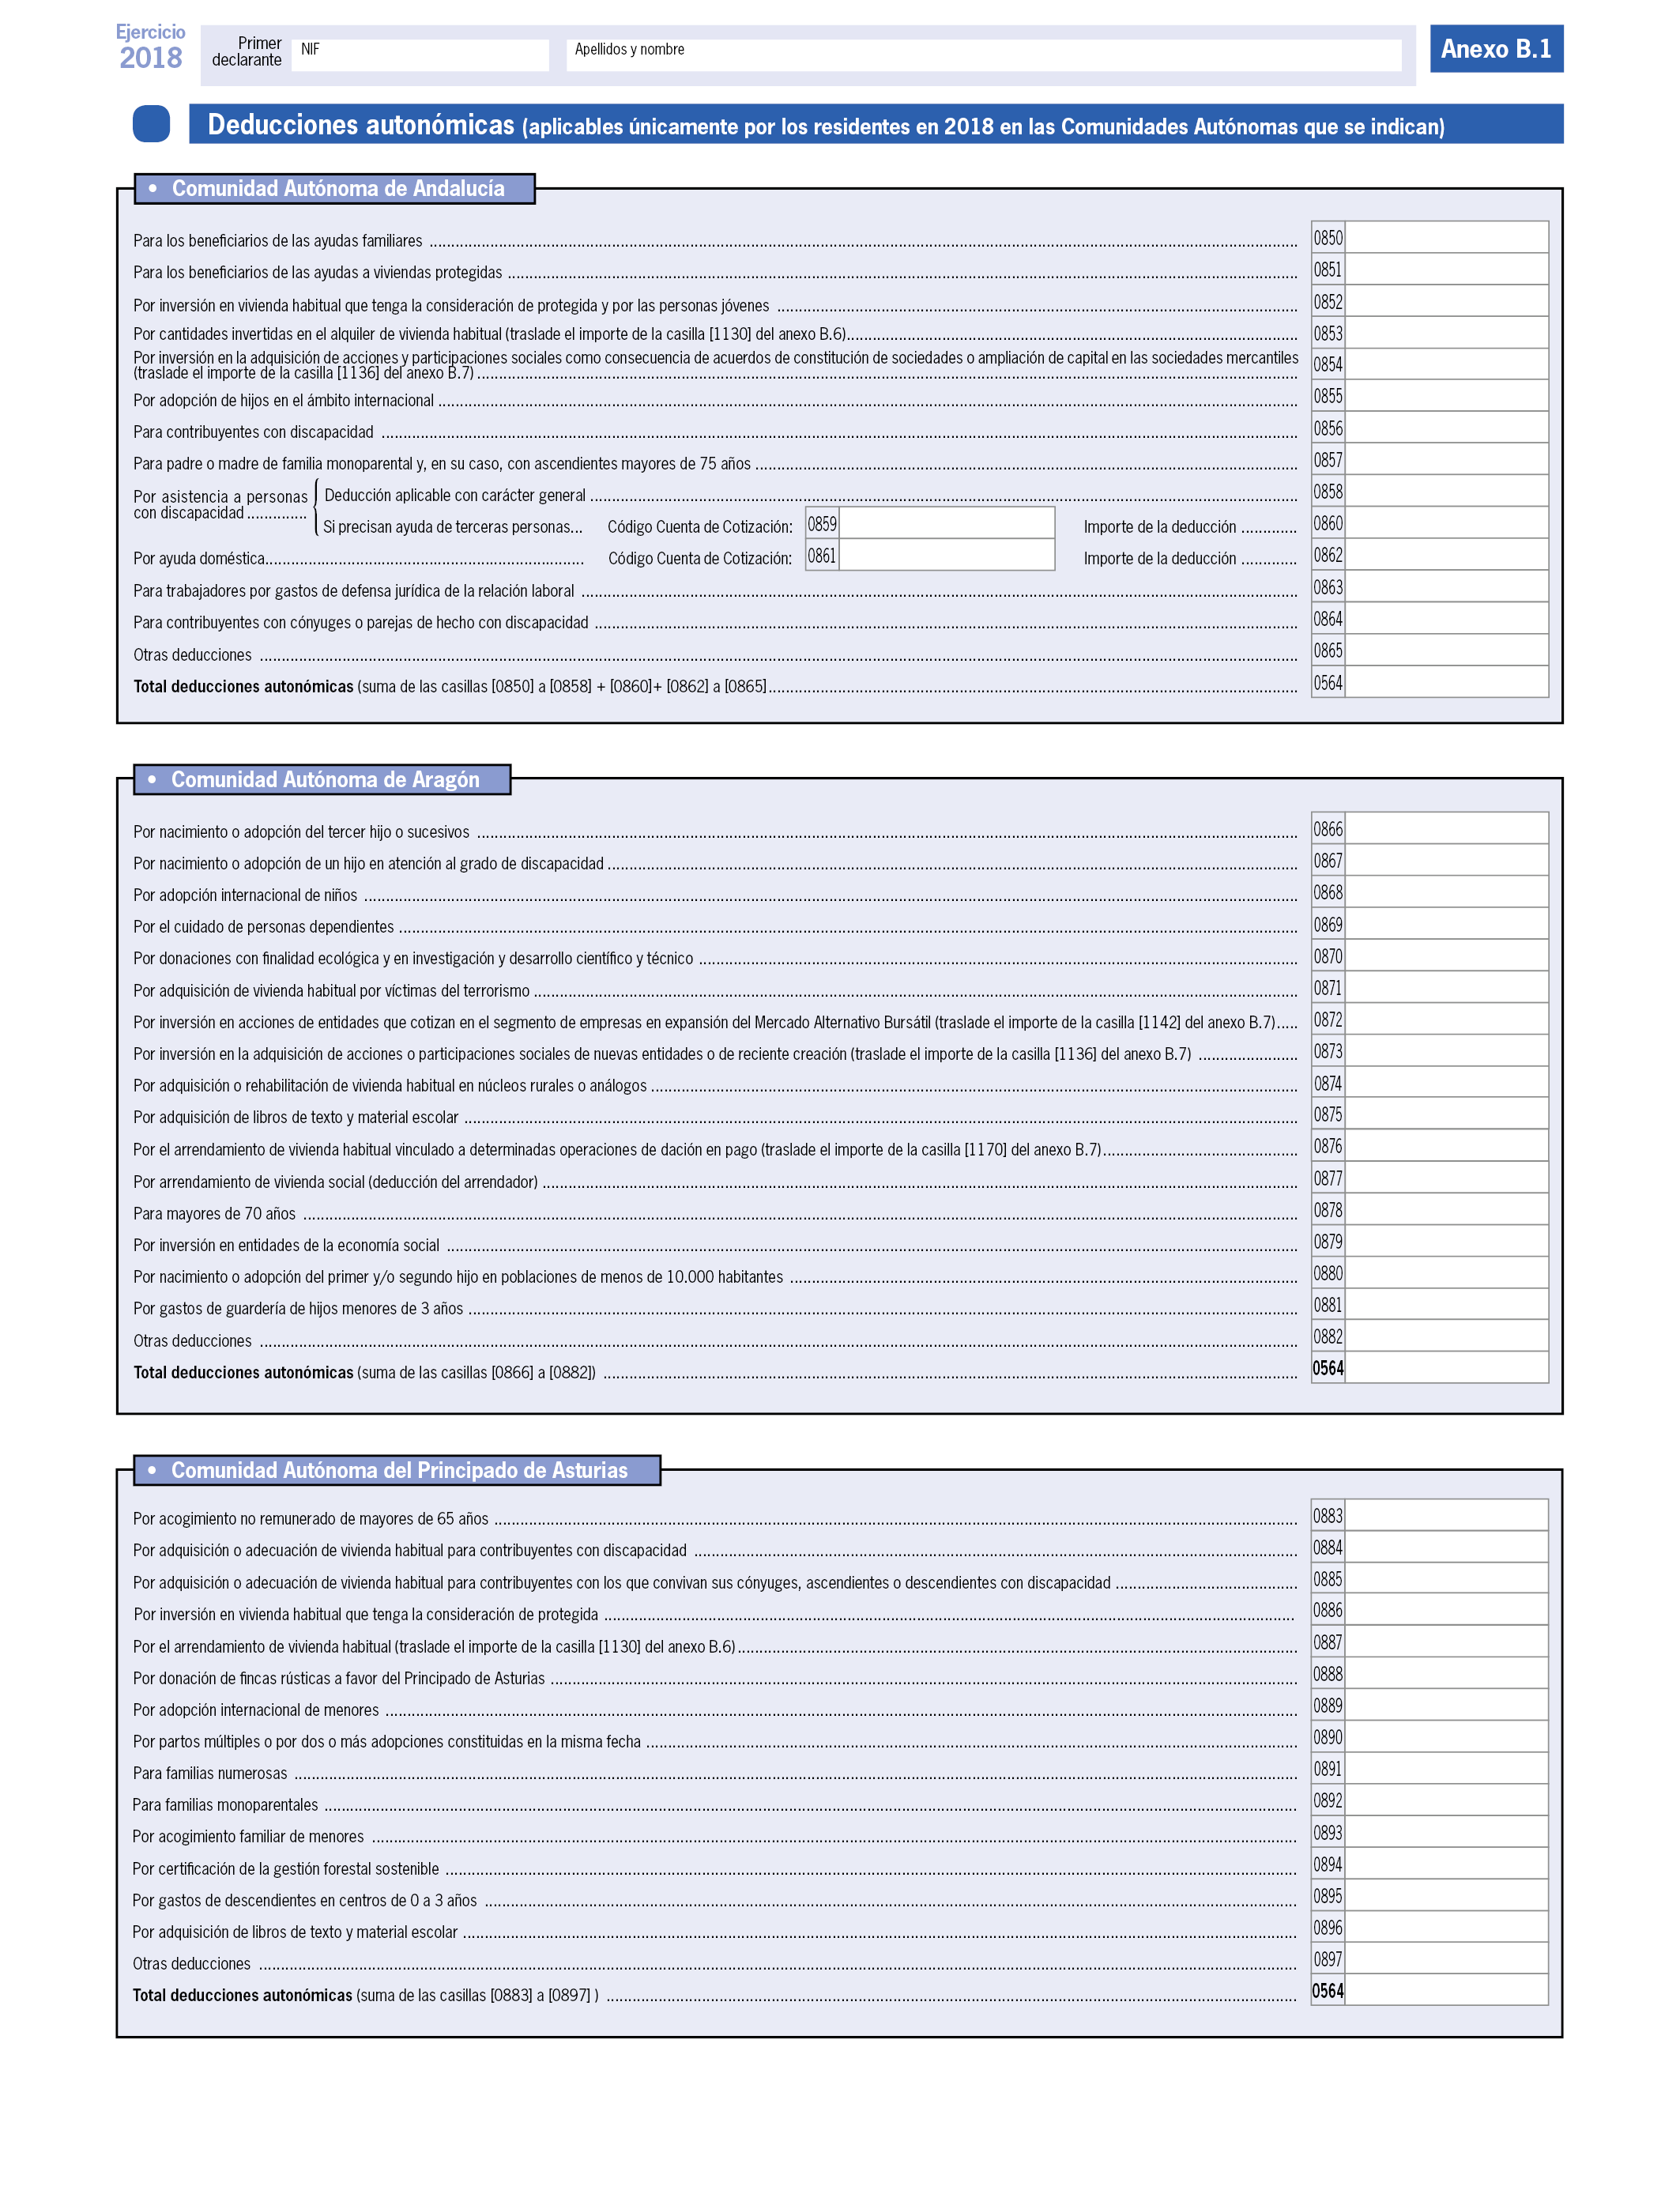 Ejercicio
2018
Primer
declarante
NIF
Apellidos y nombre
Anexo B.1
Deducciones autonómicas (aplicables únicamente por los residentes en 2018 en las Comunidades Autónomas que se indican)
• Comunidad Autónoma de Andalucía
Para los beneficiarios de las ayudas familiares 0850
Para los beneficiarios de las ayudas a viviendas protegidas 0851
Por inversión en vivienda habitual que tenga la consideración de protegida y por las personas jóvenes 0852
Por cantidades invertidas en el alquiler de vivienda habitual (traslade el importe de la casilla [1130] del anexo B.6) 0853
Por inversión en la adquisición de acciones y participaciones sociales como consecuencia de acuerdos de constitución de sociedades o ampliación de capital en las sociedades mercantiles
(traslade el importe de la casilla [1136] del anexo B.7) 0854
Por adopción de hijos en el ámbito internacional 0855
Para contribuyentes con discapacidad 0856
Para padre o madre de familia monoparental y, en su caso, con ascendientes mayores de 75 años 0857
Por asistencia a personas
con discapacidad
Deducción aplicable con carácter general 0858
Si precisan ayuda de terceras personas... Código Cuenta de Cotización: 0859 Importe de la deducción 0860
Por ayuda doméstica Código Cuenta de Cotización: 0861 Importe de la deducción 0862
Para trabajadores por gastos de defensa jurídica de la relación laboral 0863
Para contribuyentes con cónyuges o parejas de hecho con discapacidad 0864
Otras deducciones 0865
Total deducciones autonómicas (suma de las casillas [0850] a [0858] + [0860]+ [0862] a [0865] 0564
• Comunidad Autónoma de Aragón
Por nacimiento o adopción del tercer hijo o sucesivos 0866
Por nacimiento o adopción de un hijo en atención al grado de discapacidad 0867
Por adopción internacional de niños 0868
Por el cuidado de personas dependientes 0869
Por donaciones con finalidad ecológica y en investigación y desarrollo científico y técnico 0870
Por adquisición de vivienda habitual por víctimas del terrorismo 0871
Por inversión en acciones de entidades que cotizan en el segmento de empresas en expansión del Mercado Alternativo Bursátil (traslade el importe de la casilla [1142] del anexo B.7) 0872
Por inversión en la adquisición de acciones o participaciones sociales de nuevas entidades o de reciente creación (traslade el importe de la casilla [1136] del anexo B.7) 0873
Por adquisición o rehabilitación de vivienda habitual en núcleos rurales o análogos 0874
Por adquisición de libros de texto y material escolar 0875
Por el arrendamiento de vivienda habitual vinculado a determinadas operaciones de dación en pago (traslade el importe de la casilla [1170] del anexo B.7) 0876
Por arrendamiento de vivienda social (deducción del arrendador) 0877
Para mayores de 70 años 0878
Por inversión en entidades de la economía social 0879
Por nacimiento o adopción del primer y/o segundo hijo en poblaciones de menos de 10.000 habitantes 0880
Por gastos de guardería de hijos menores de 3 años 0881
Otras deducciones 0882
Total deducciones autonómicas (suma de las casillas [0866] a [0882]) 0564
• Comunidad Autónoma del Principado de Asturias
Por acogimiento no remunerado de mayores de 65 años 0883
Por adquisición o adecuación de vivienda habitual para contribuyentes con discapacidad 0884
Por adquisición o adecuación de vivienda habitual para contribuyentes con los que convivan sus cónyuges, ascendientes o descendientes con discapacidad 0885
Por inversión en vivienda habitual que tenga la consideración de protegida 0886
Por el arrendamiento de vivienda habitual (traslade el importe de la casilla [1130] del anexo B.6) 0887
Por donación de fincas rústicas a favor del Principado de Asturias 0888
Por adopción internacional de menores 0889
Por partos múltiples o por dos o más adopciones constituidas en la misma fecha 0890
Para familias numerosas 0891
Para familias monoparentales 0892
Por acogimiento familiar de menores 0893
Por certificación de la gestión forestal sostenible 0894
Por gastos de descendientes en centros de 0 a 3 años 0895
Por adquisición de libros de texto y material escolar 0896
Otras deducciones 0897
Total deducciones autonómicas (suma de las casillas [0883] a [0897] ) 0564